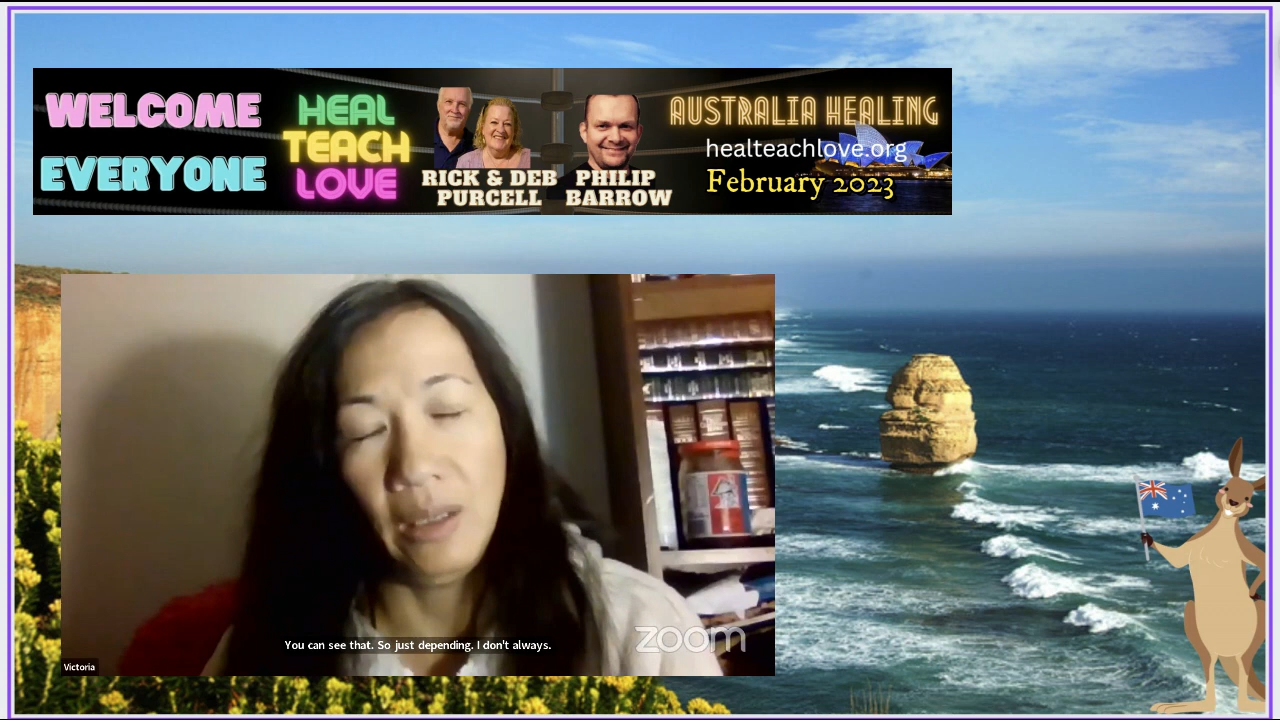 WELCOME
EVERYONE
HEAL
TEACH
LOVE
RICK & DEB
PURCELL
PHILIP
BARROW
AUSTRALIA HEALING
healteachlove.org
February 2023
You can see that. So just depending. I don't always.
zoom
Victoria